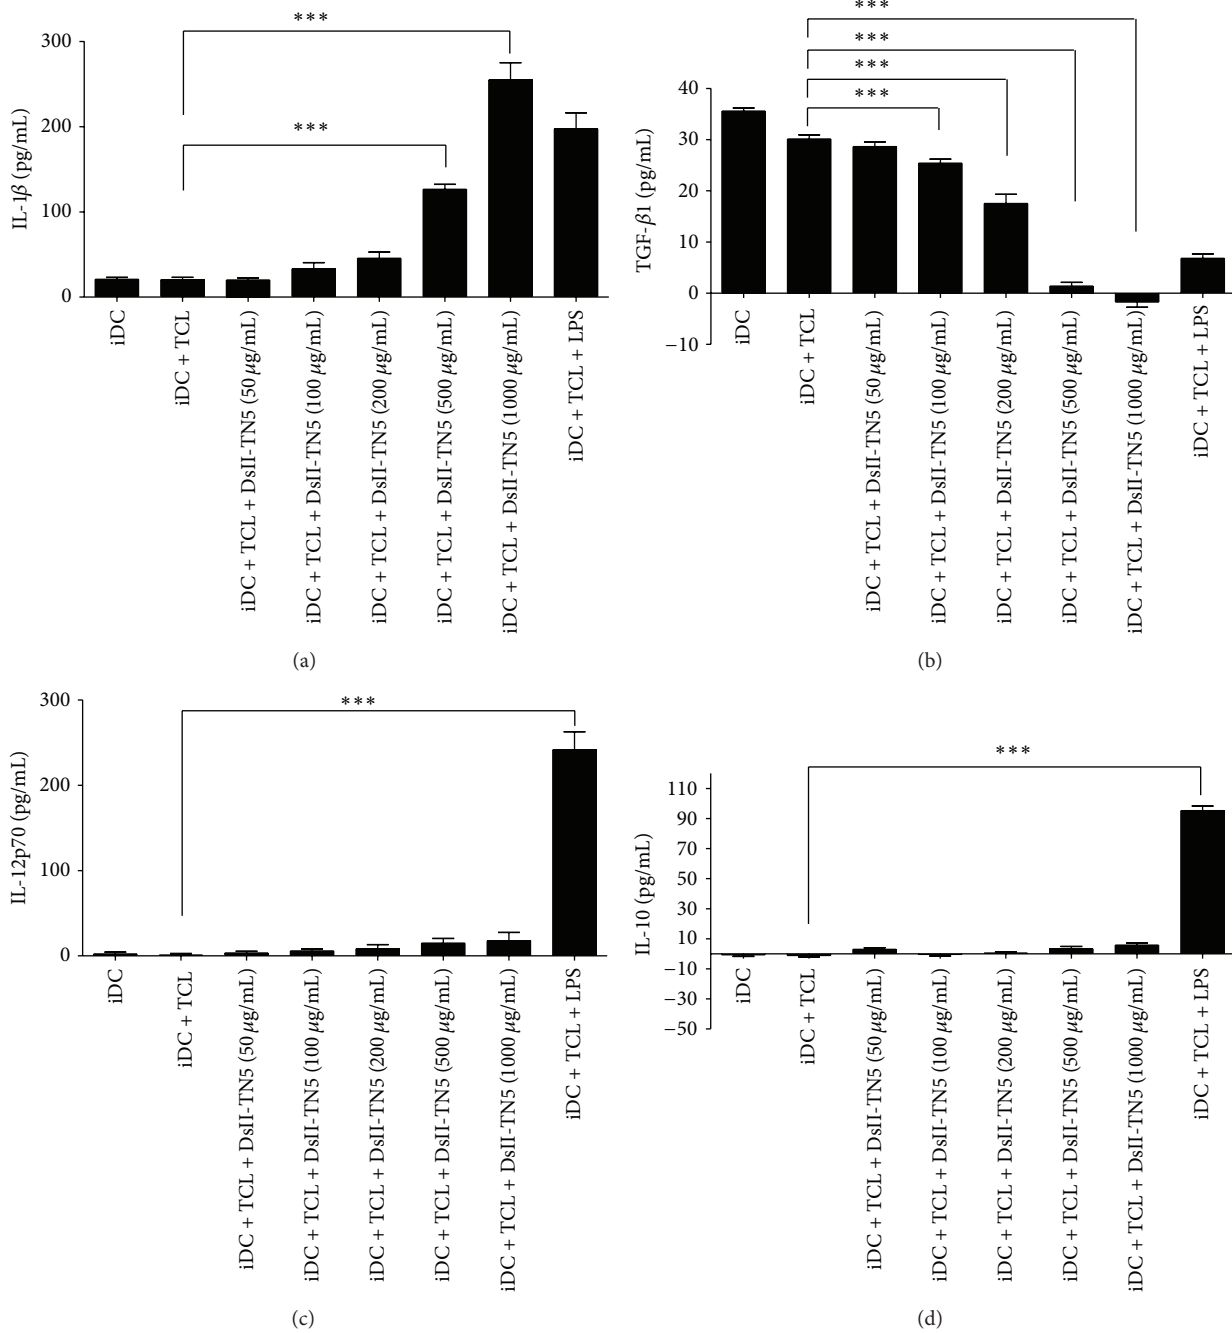 ***
***
300
200
100
0
IL-1β (pg/mL)
iDC
iDC + TCL
iDC + TCL + DsII-TN5 (50 μg/mL)
iDC + TCL + DsII-TN5 (100 μg/mL)
iDC + TCL + DsII-TN5 (200 μg/mL)
iDC + TCL + DsII-TN5 (500 μg/mL)
iDC + TCL + DsII-TN5 (1000 μg/mL)
iDC + TCL + LPS
(a)
***
***
***
***
40
30
20
10
0
−10
TGF-β1 (pg/mL)
iDC
iDC + TCL
iDC + TCL + DsII-TN5 (50 μg/mL)
iDC + TCL + DsII-TN5 (100 μg/mL)
iDC + TCL + DsII-TN5 (200 μg/mL)
iDC + TCL + DsII-TN5 (500 μg/mL)
iDC + TCL + DsII-TN5 (1000 μg/mL)
iDC + TCL + LPS
(b)
***
300
200
100
0
IL-12p70 (pg/mL)
iDC
iDC + TCL
iDC + TCL + DsII-TN5 (50 μg/mL)
iDC + TCL + DsII-TN5 (100 μg/mL)
iDC + TCL + DsII-TN5 (200 μg/mL)
iDC + TCL + DsII-TN5 (500 μg/mL)
iDC + TCL + DsII-TN5 (1000 μg/mL)
iDC + TCL + LPS
(c)
***
110
90
70
50
30
10
−10
−30
−50
IL-10 (pg/mL)
iDC
iDC + TCL
iDC + TCL + DsII-TN5 (50 μg/mL)
iDC + TCL + DsII-TN5 (100 μg/mL)
iDC + TCL + DsII-TN5 (200 μg/mL)
iDC + TCL + DsII-TN5 (500 μg/mL)
iDC + TCL + DsII-TN5 (1000 μg/mL)
iDC + TCL + LPS
(d)